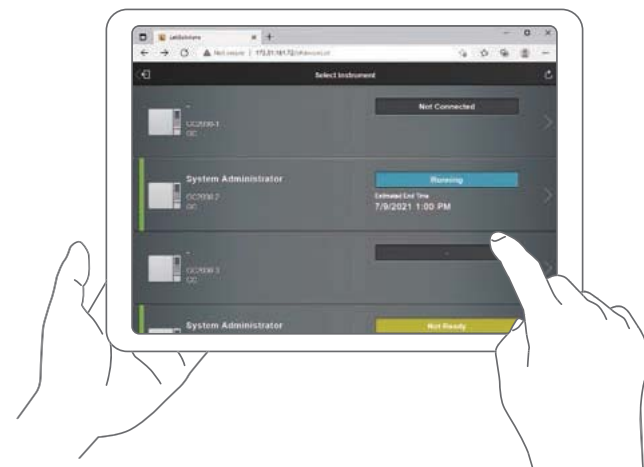 LabSolutions
Not secure
Select Instrument
-
Not Connected
GC2030-1
GC
System Administrator
Running
GC2030-2
Estimated End Time
GC
7/9/2021 1:00 PM
-
-
GC2030-3
GC
System Administrator
Not Ready